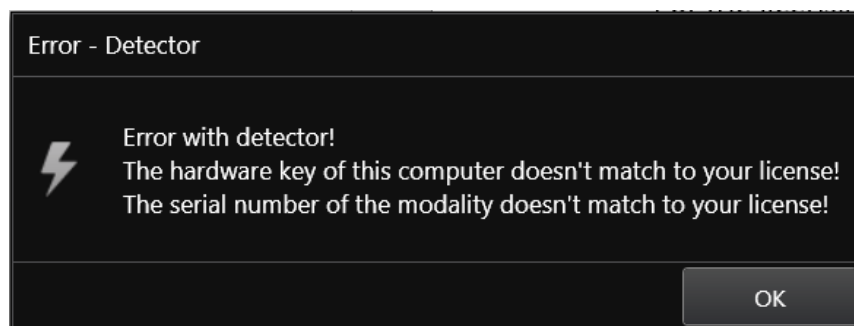 Error - Detector
Error with detector!
The hardware key of this computer doesn't match to your license!
The serial number of the modality doesn't match to your license!
OK